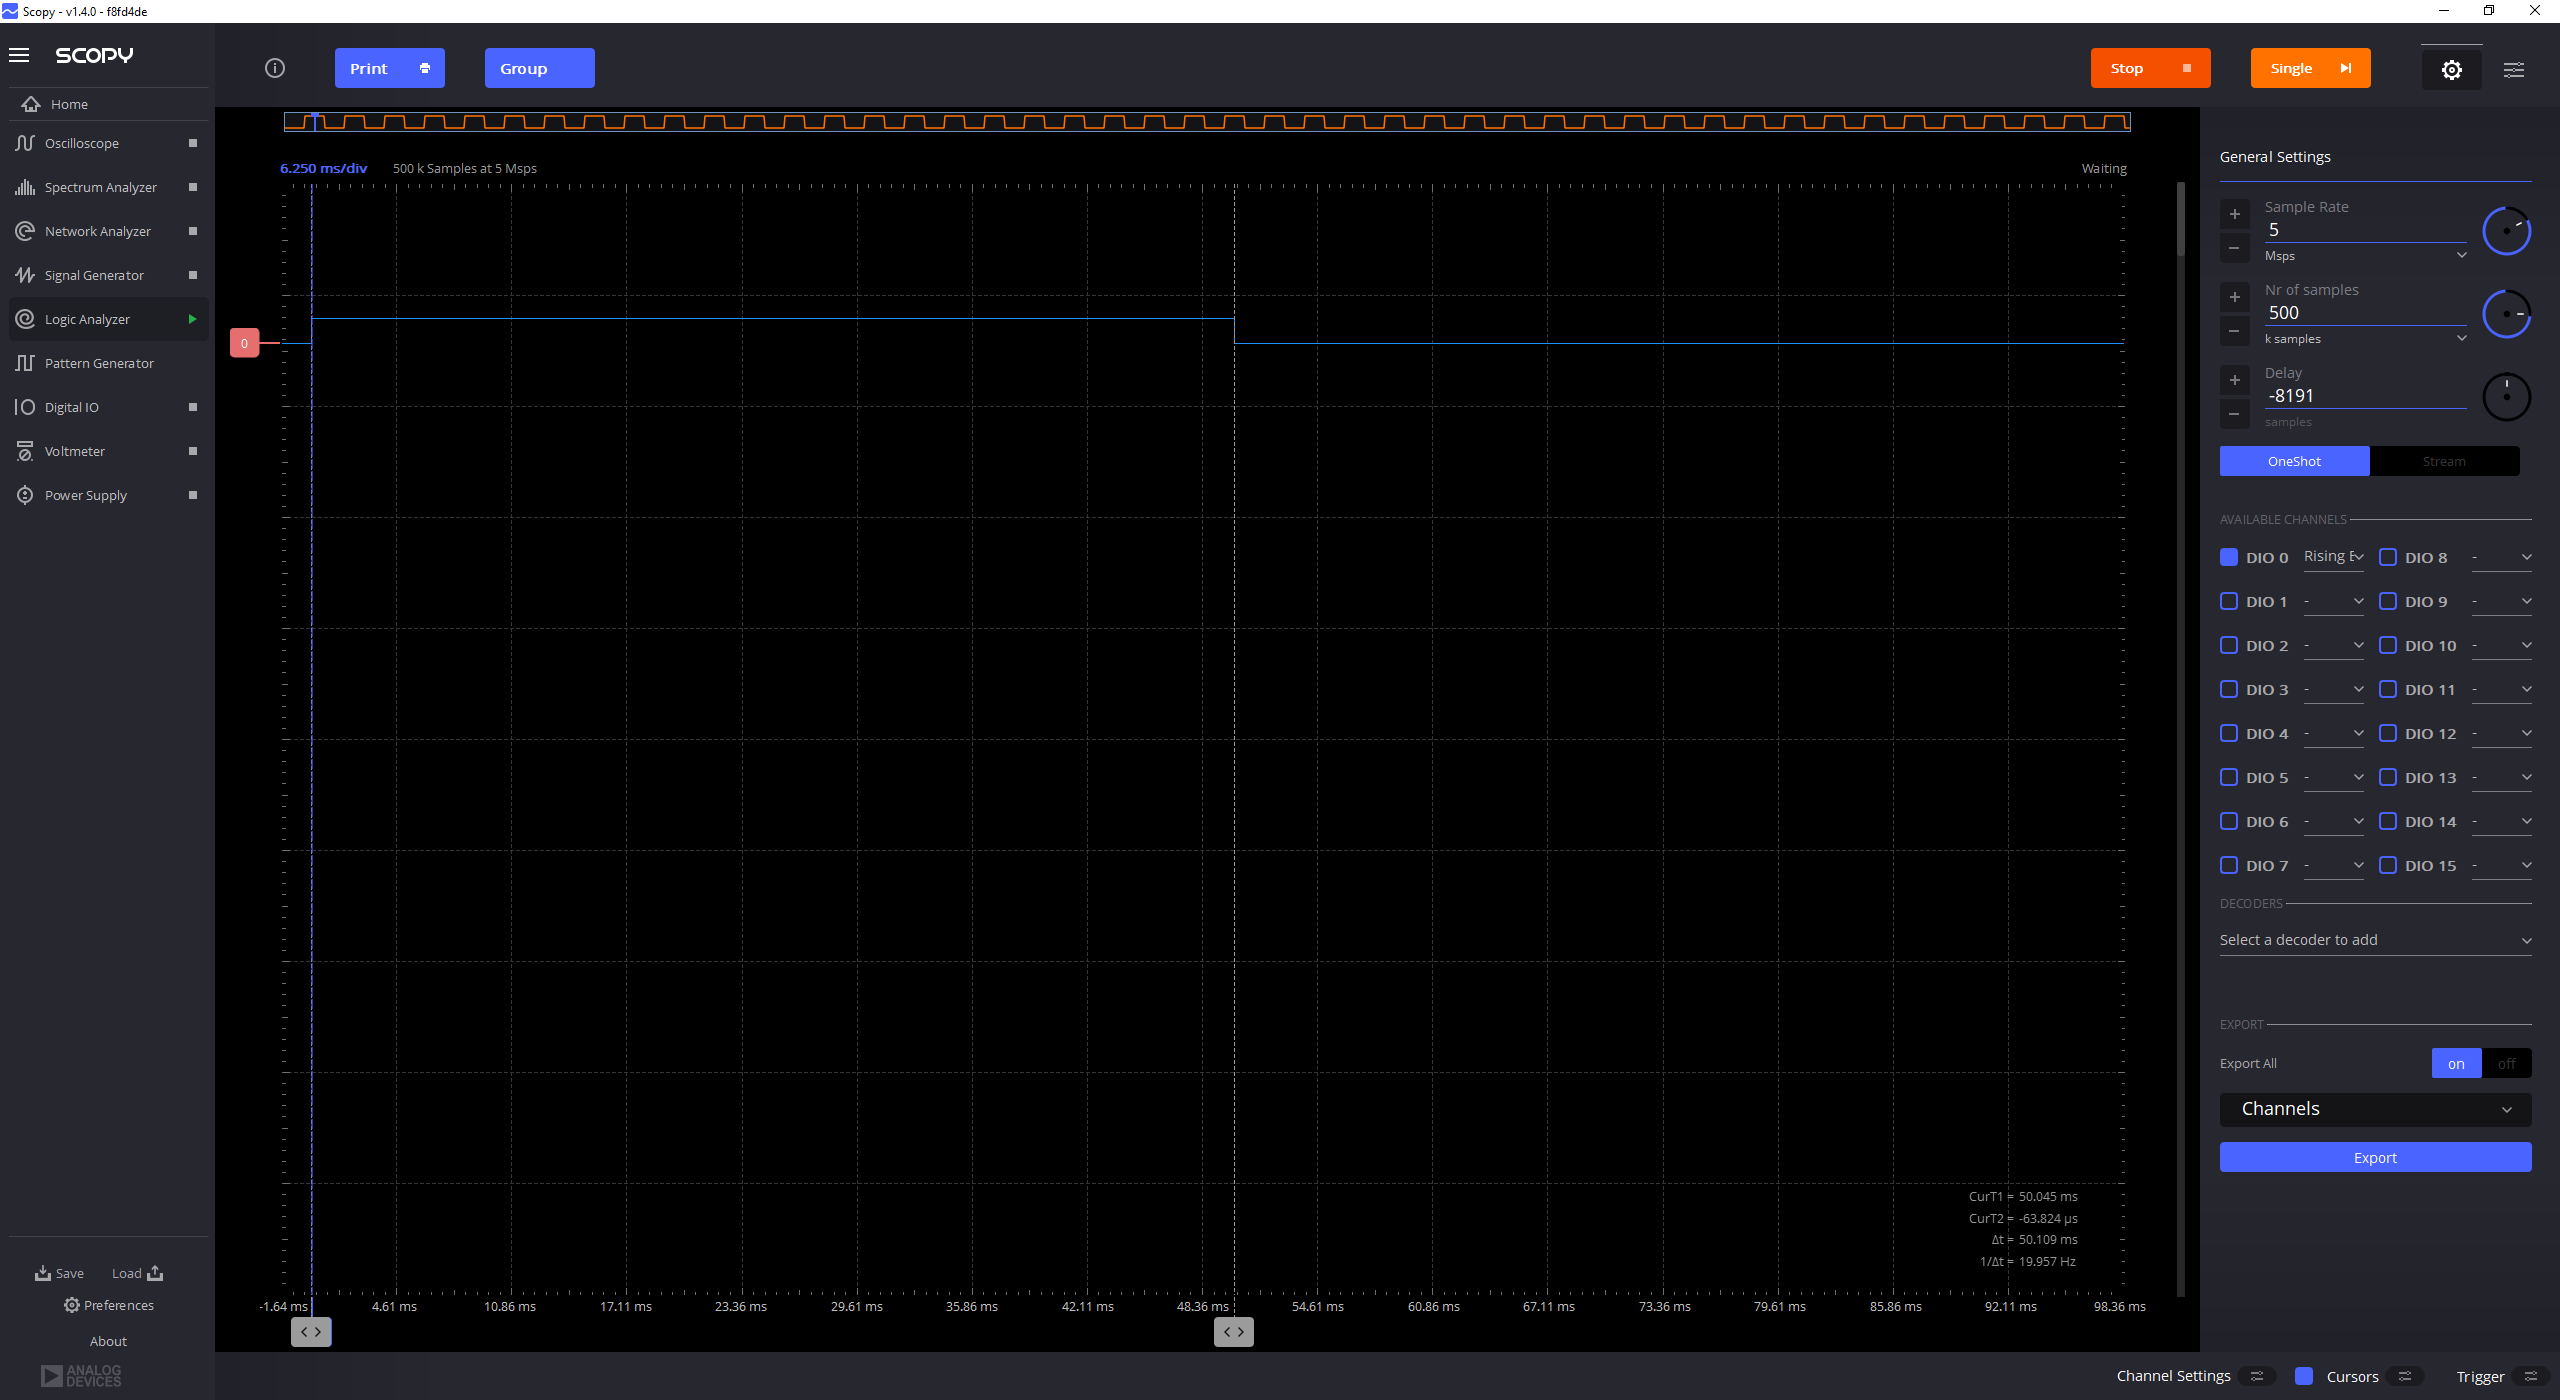 Scopy - v1.4.0 - f8fd4de
SCOPY
Home
Oscilloscope
Spectrum Analyzer
Network Analyzer
Signal Generator
Logic Analyzer
Pattern Generator
Digital IO
Voltmeter
Power Supply
Save Load
Preferences
About
ANALOG
DEVICES
Print Group Stop Single
6.250 ms/div 500 k Samples at 5 Msps Waiting
0
CurT1 = 50.045 ms
CurT2 = -63.824 µs
Δt = 50.109 ms
1/Δt = 19.957 Hz
-1.64 ms 4.61 ms 10.86 ms 17.11 ms 23.36 ms 29.61 ms 35.86 ms 42.11 ms 48.36 ms 54.61 ms 60.86 ms 67.11 ms 73.36 ms 79.61 ms 85.86 ms 92.11 ms 98.36 ms
General Settings
Sample Rate
5
Msps
Nr of samples
500
k samples
Delay
-8191
samples
OneShot Stream
AVAILABLE CHANNELS
DIO 0 Rising E DIO 8 -
DIO 1 - DIO 9 -
DIO 2 - DIO 10 -
DIO 3 - DIO 11 -
DIO 4 - DIO 12 -
DIO 5 - DIO 13 -
DIO 6 - DIO 14 -
DIO 7 - DIO 15 -
DECODERS
Select a decoder to add
EXPORT
Export All on off
Channels
Export
Channel Settings Cursors Trigger